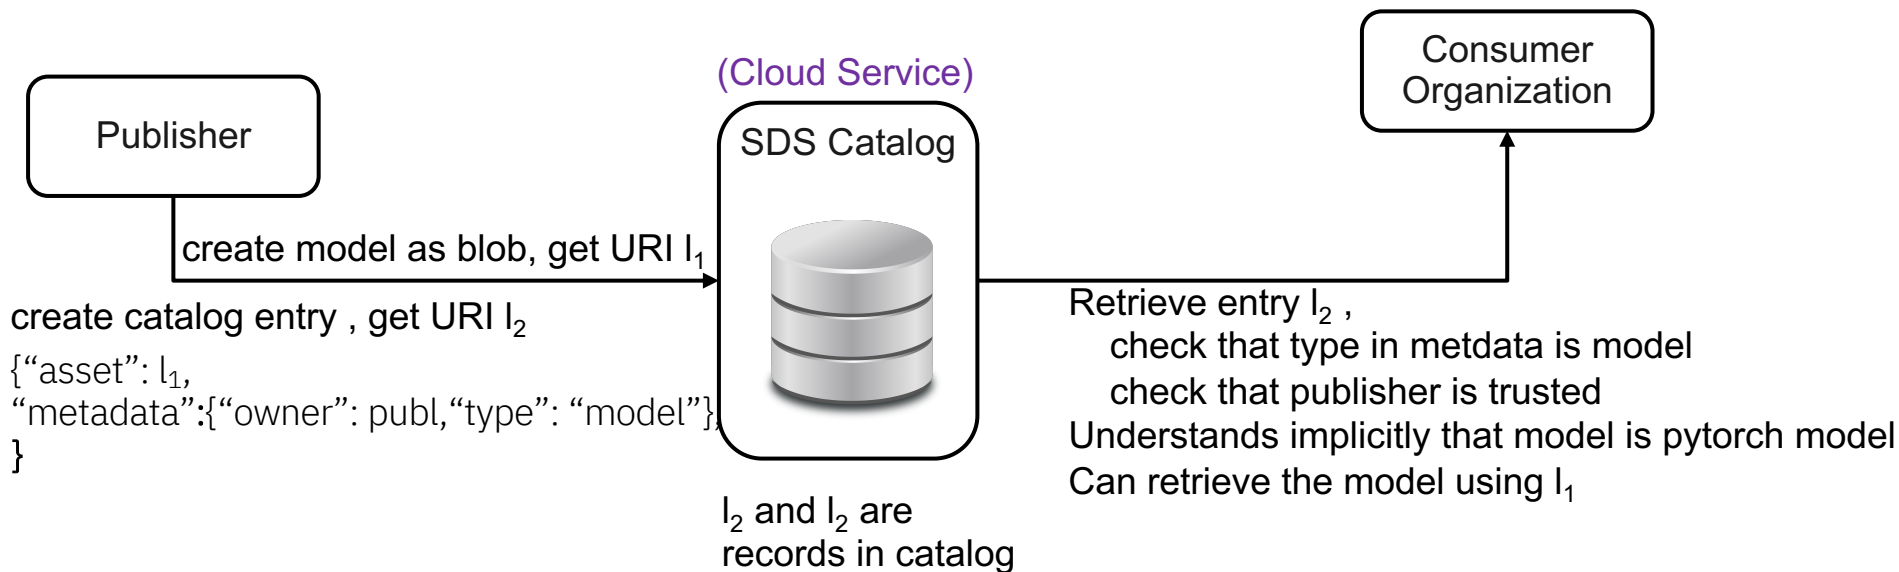 Publisher
create model as blob, get URI l₁
create catalog entry , get URI l₂
{“asset”: l₁,
“metadata”:{“owner”: publ,“type”: “model”},
}
(Cloud Service)
SDS Catalog
l₂ and l₂ are
records in catalog
Consumer
Organization
Retrieve entry l₂ ,
check that type in metdata is model
check that publisher is trusted
Understands implicitly that model is pytorch model
Can retrieve the model using l₁